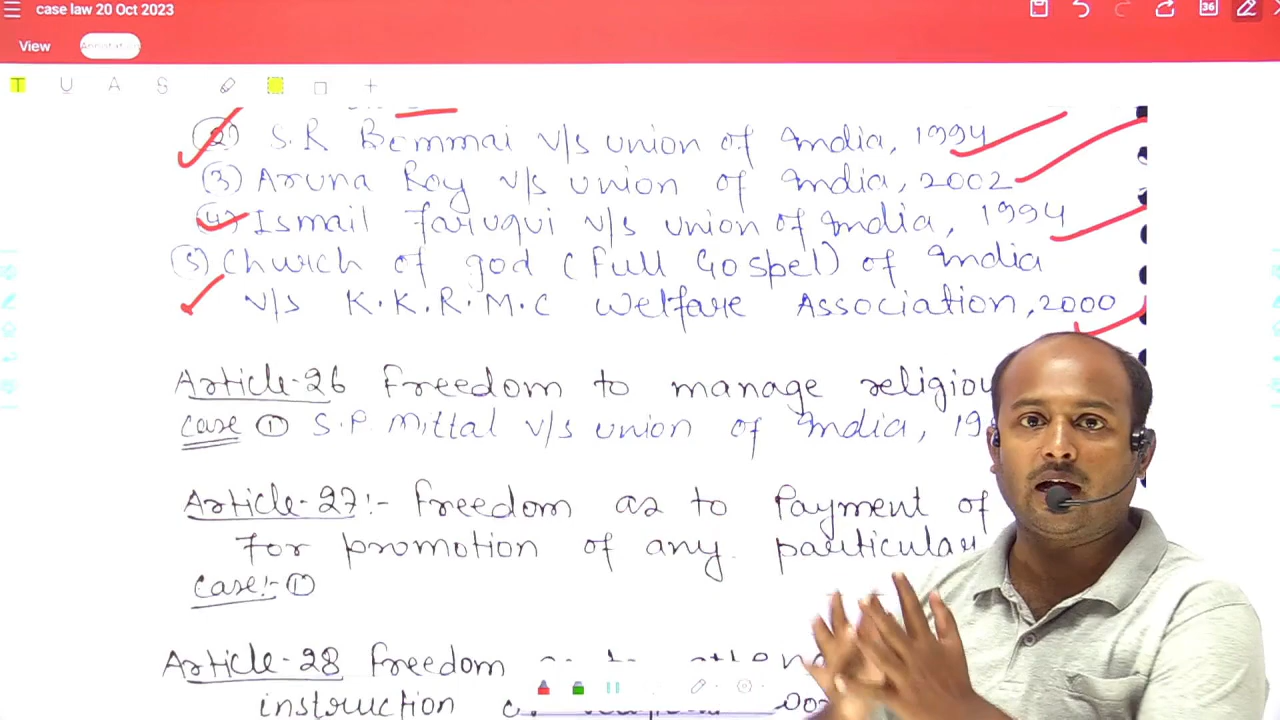 case law 20 Oct 2023
36
View
Annotation
T U A S
(2) S.R Bommai v/s union of India, 1994
(3) Aruna Roy v/s union of India, 2002
(4) Ismail faruqui v/s union of India, 1994
(5) Church of god (full Gospel) of India
v/s K.K.R.M.C welfare Association, 2000
Article-26 freedom to manage
case ① S.P. Mittal v/s union of India, 19
Article-27:- freedom as to Payment of
for promotion of any particular
case:- ①
Article-28 freedom
instruction